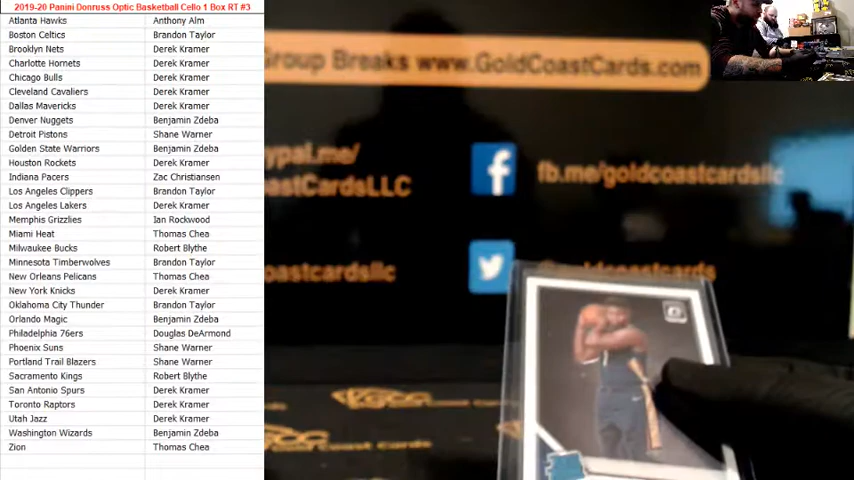 2019-20 Panini Donruss Optic Basketball Cello 1 Box RT #3
Atlanta Hawks Anthony Alm
Boston Celtics Brandon Taylor
Brooklyn Nets Derek Kramer
Charlotte Hornets Derek Kramer
Chicago Bulls Derek Kramer
Cleveland Cavaliers Derek Kramer
Dallas Mavericks Derek Kramer
Denver Nuggets Benjamin Zdeba
Detroit Pistons Shane Warner
Golden State Warriors Benjamin Zdeba
Houston Rockets Derek Kramer
Indiana Pacers Zac Christiansen
Los Angeles Clippers Brandon Taylor
Los Angeles Lakers Derek Kramer
Memphis Grizzlies Ian Rockwood
Miami Heat Thomas Chea
Milwaukee Bucks Robert Blythe
Minnesota Timberwolves Brandon Taylor
New Orleans Pelicans Thomas Chea
New York Knicks Derek Kramer
Oklahoma City Thunder Brandon Taylor
Orlando Magic Benjamin Zdeba
Philadelphia 76ers Douglas DeArmond
Phoenix Suns Shane Warner
Portland Trail Blazers Shane Warner
Sacramento Kings Robert Blythe
San Antonio Spurs Derek Kramer
Toronto Raptors Derek Kramer
Utah Jazz Derek Kramer
Washington Wizards Benjamin Zdeba
Zion Thomas Chea
Group Breaks www.GoldCoastCards.com
ypal.me/
astCardsLLC
fb.me/goldcoastcardsllc
oastcardsllc
Coast Cards